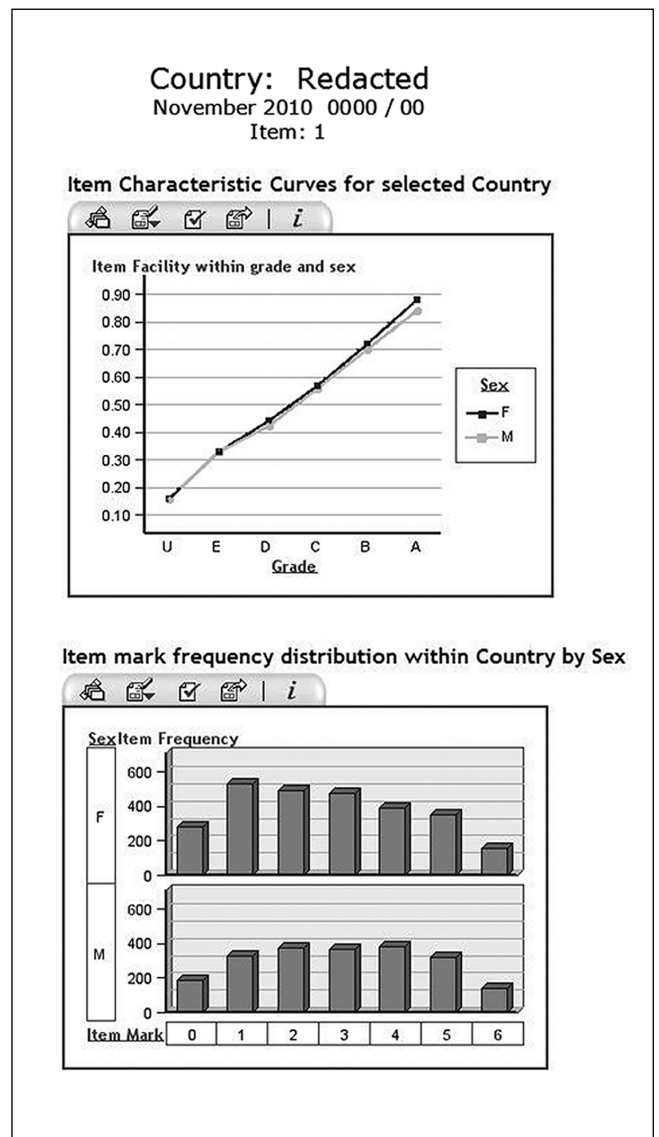 Country: Redacted
November 2010 0000 / 00
Item: 1
Item Characteristic Curves for selected Country
i
Item Facility within grade and sex
0.90
0.80
0.70
0.60
0.50
0.40
0.30
0.20
0.10
U E D C B A
Grade
Sex
F
M
Item mark frequency distribution within Country by Sex
i
Sex Item Frequency
F
600
400
200
0
M
600
400
200
0
Item Mark 0 1 2 3 4 5 6